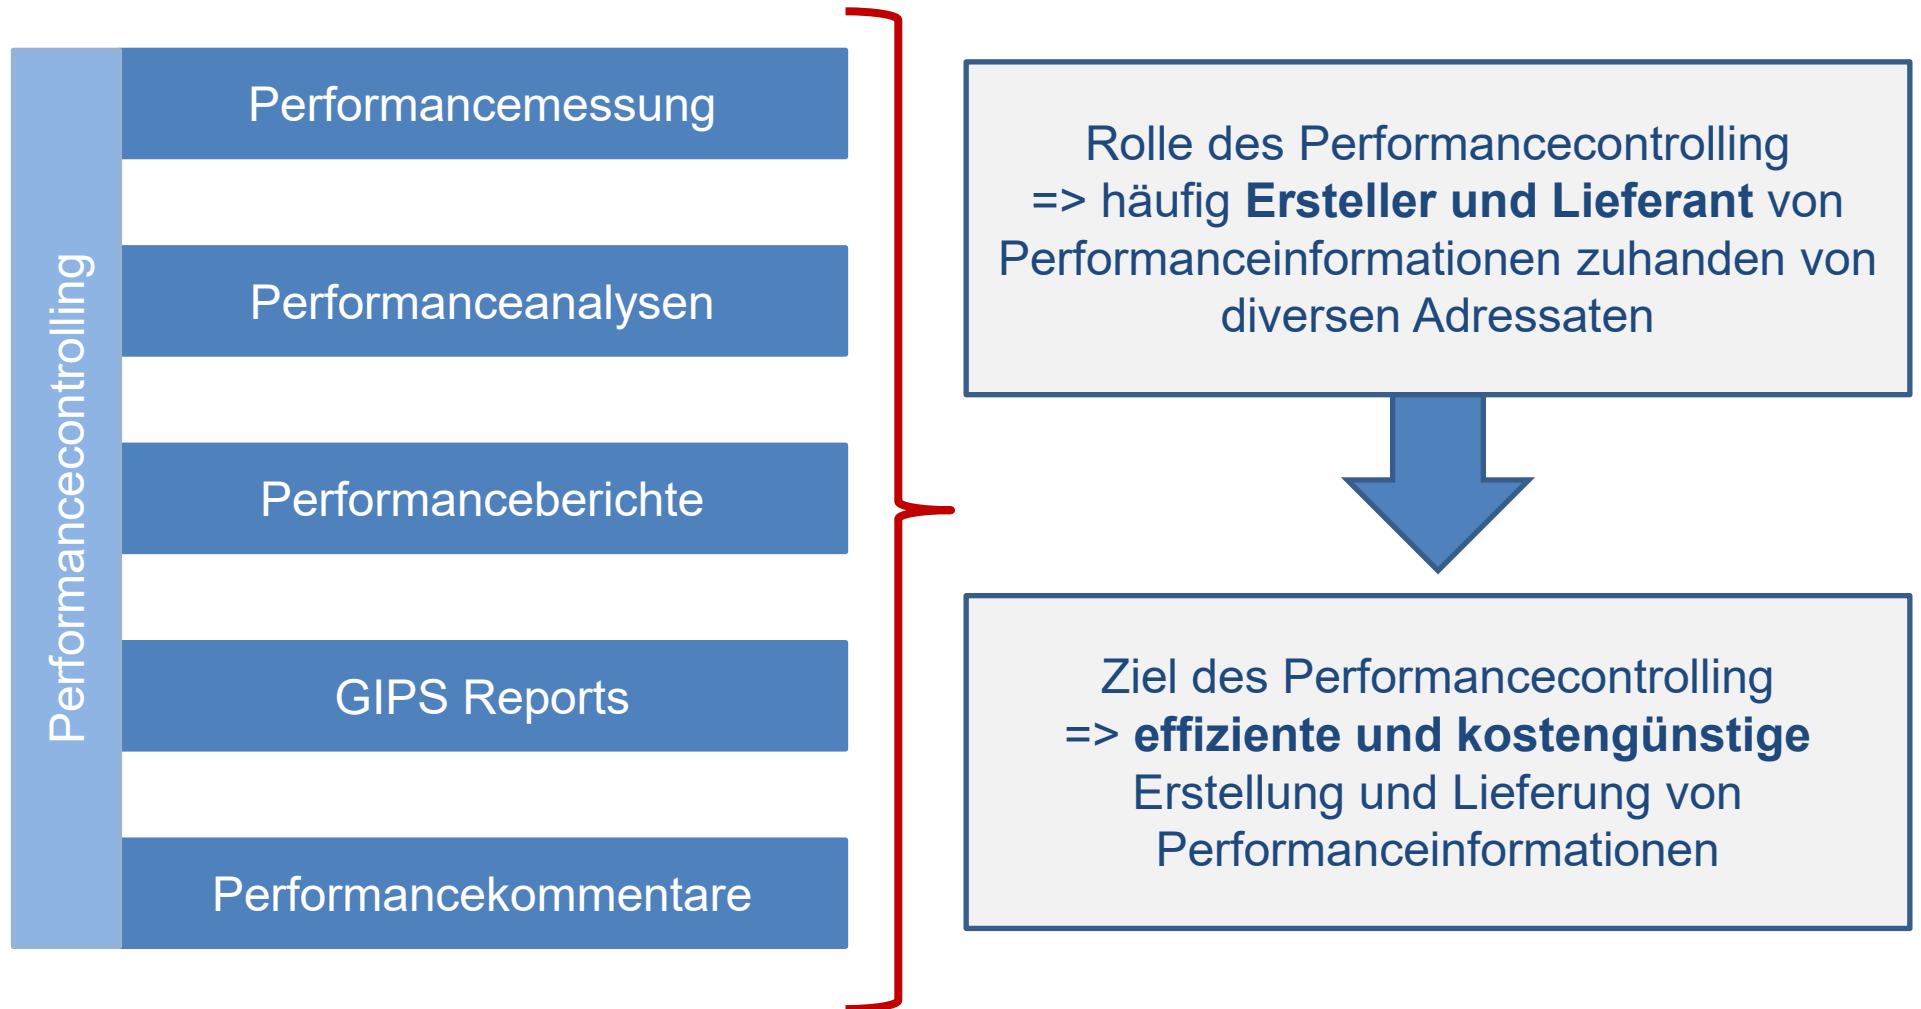 Performancecontrolling
Performancemessung
Performanceanalysen
Performanceberichte
GIPS Reports
Performancekommentare
Rolle des Performancecontrolling
=> häufig Ersteller und Lieferant von
Performanceinformationen zuhanden von
diversen Adressaten
Ziel des Performancecontrolling
=> effiziente und kostengünstige
Erstellung und Lieferung von
Performanceinformationen